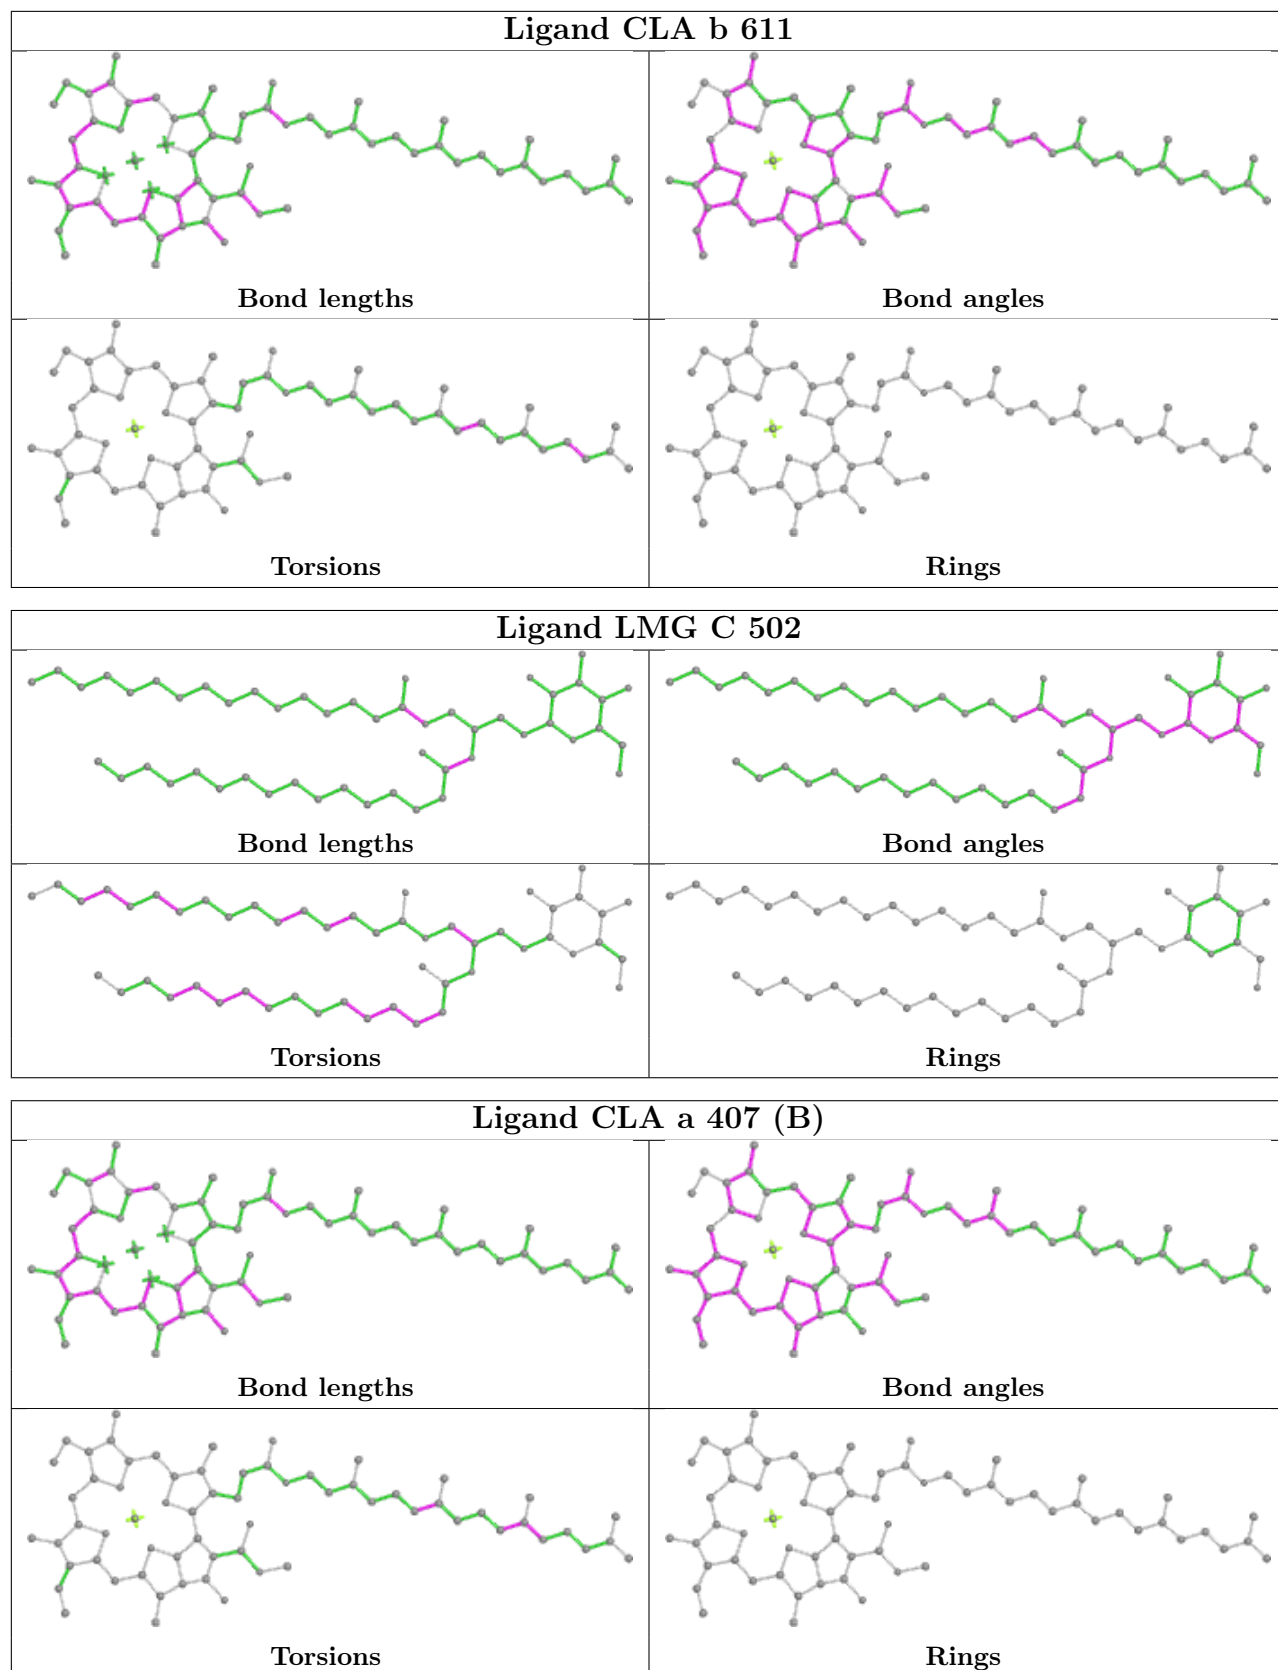 Ligand CLA b 611
Bond lengths
Bond angles
Torsions
Rings
Ligand LMG C 502
Bond lengths
Bond angles
Torsions
Rings
Ligand CLA a 407 (B)
Bond lengths
Bond angles
Torsions
Rings